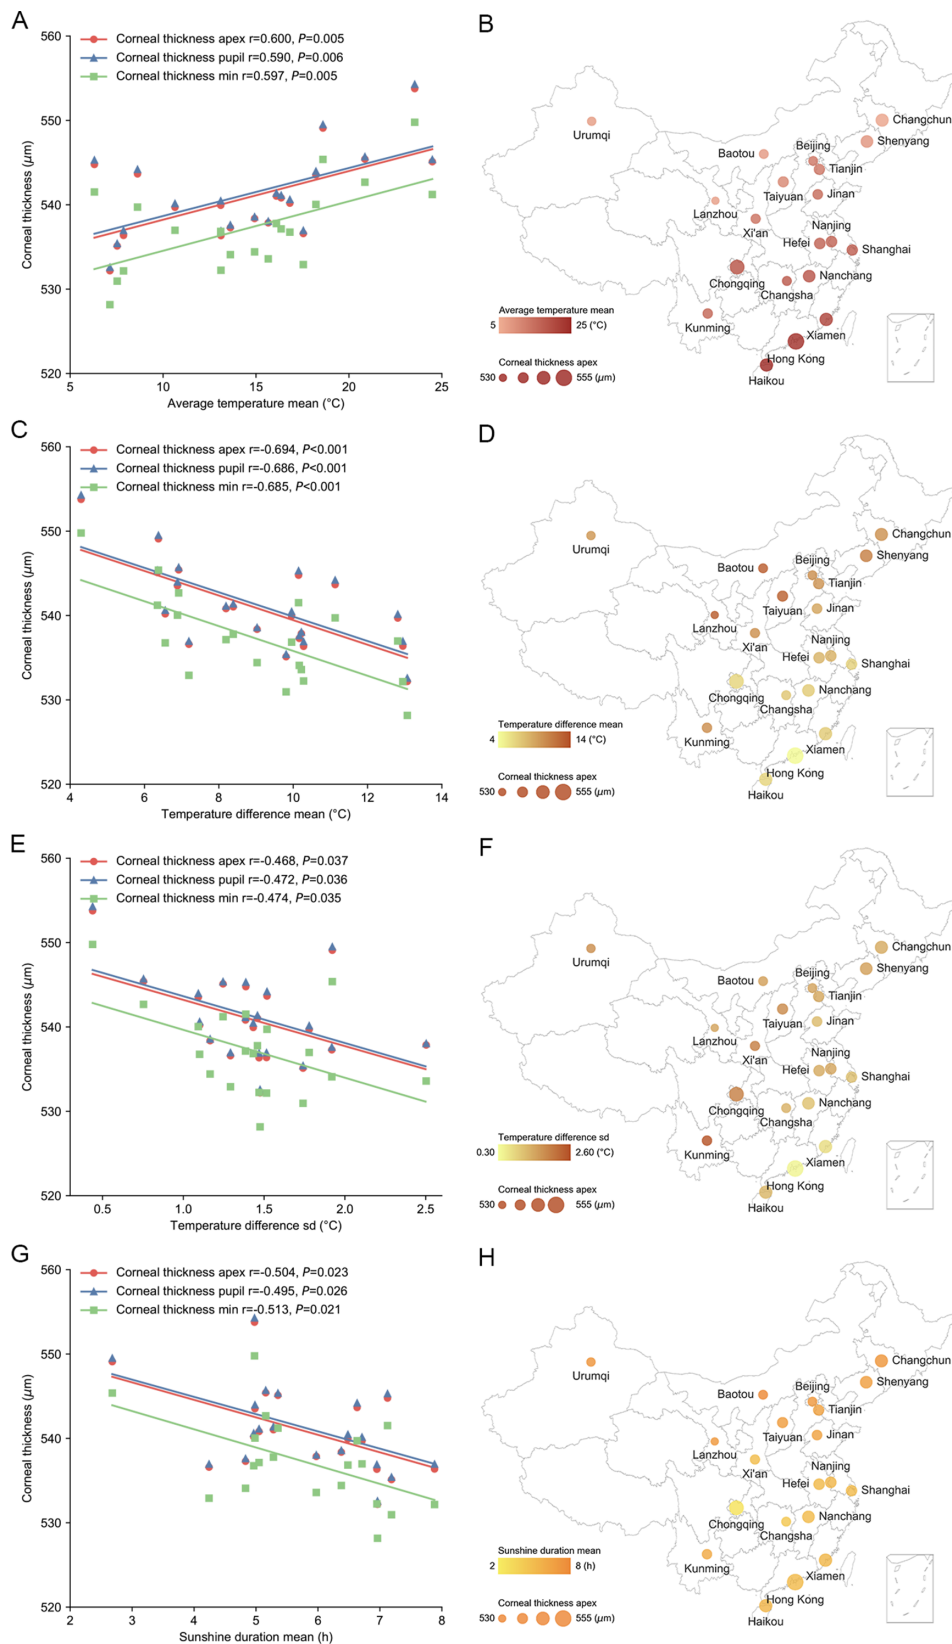 A
560
550
540
530
520
Corneal thickness (μm)
Corneal thickness apex r=0.600, P=0.005
Corneal thickness pupil r=0.590, P=0.006
Corneal thickness min r=0.597, P=0.005
5 10 15 20 25
Average temperature mean (°C)
B
Changchun
Urumqi
Shenyang
Beijing
Baotou
Tianjin
Taiyuan
Jinan
Lanzhou
Xi'an
Nanjing
Hefei
Shanghai
Chongqing
Nanchang
Changsha
Kunming
Xiamen
Hong Kong
Haikou
Average temperature mean
5 25 (°C)
Corneal thickness apex
530 555 (μm)
C
560
550
540
530
520
Corneal thickness (μm)
Corneal thickness apex r=-0.694, P<0.001
Corneal thickness pupil r=-0.686, P<0.001
Corneal thickness min r=-0.685, P<0.001
4 6 8 10 12 14
Temperature difference mean (°C)
D
Changchun
Urumqi
Shenyang
Beijing
Baotou
Tianjin
Taiyuan
Jinan
Lanzhou
Xi'an
Nanjing
Hefei
Shanghai
Chongqing
Nanchang
Changsha
Kunming
Xiamen
Hong Kong
Haikou
Temperature difference mean
4 14 (°C)
Corneal thickness apex
530 555 (μm)
E
560
550
540
530
520
Corneal thickness (μm)
Corneal thickness apex r=-0.468, P=0.037
Corneal thickness pupil r=-0.472, P=0.036
Corneal thickness min r=-0.474, P=0.035
0.5 1.0 1.5 2.0 2.5
Temperature difference sd (°C)
F
Changchun
Urumqi
Shenyang
Beijing
Baotou
Tianjin
Taiyuan
Jinan
Lanzhou
Xi'an
Nanjing
Hefei
Shanghai
Chongqing
Nanchang
Changsha
Kunming
Xiamen
Hong Kong
Haikou
Temperature difference sd
0.30 2.60 (°C)
Corneal thickness apex
530 555 (μm)
G
560
550
540
530
520
Corneal thickness (μm)
Corneal thickness apex r=-0.504, P=0.023
Corneal thickness pupil r=-0.495, P=0.026
Corneal thickness min r=-0.513, P=0.021
2 3 4 5 6 7 8
Sunshine duration mean (h)
H
Changchun
Urumqi
Shenyang
Beijing
Baotou
Tianjin
Taiyuan
Jinan
Lanzhou
Xi'an
Nanjing
Hefei
Shanghai
Chongqing
Nanchang
Changsha
Kunming
Xiamen
Hong Kong
Haikou
Sunshine duration mean
2 8 (h)
Corneal thickness apex
530 555 (μm)